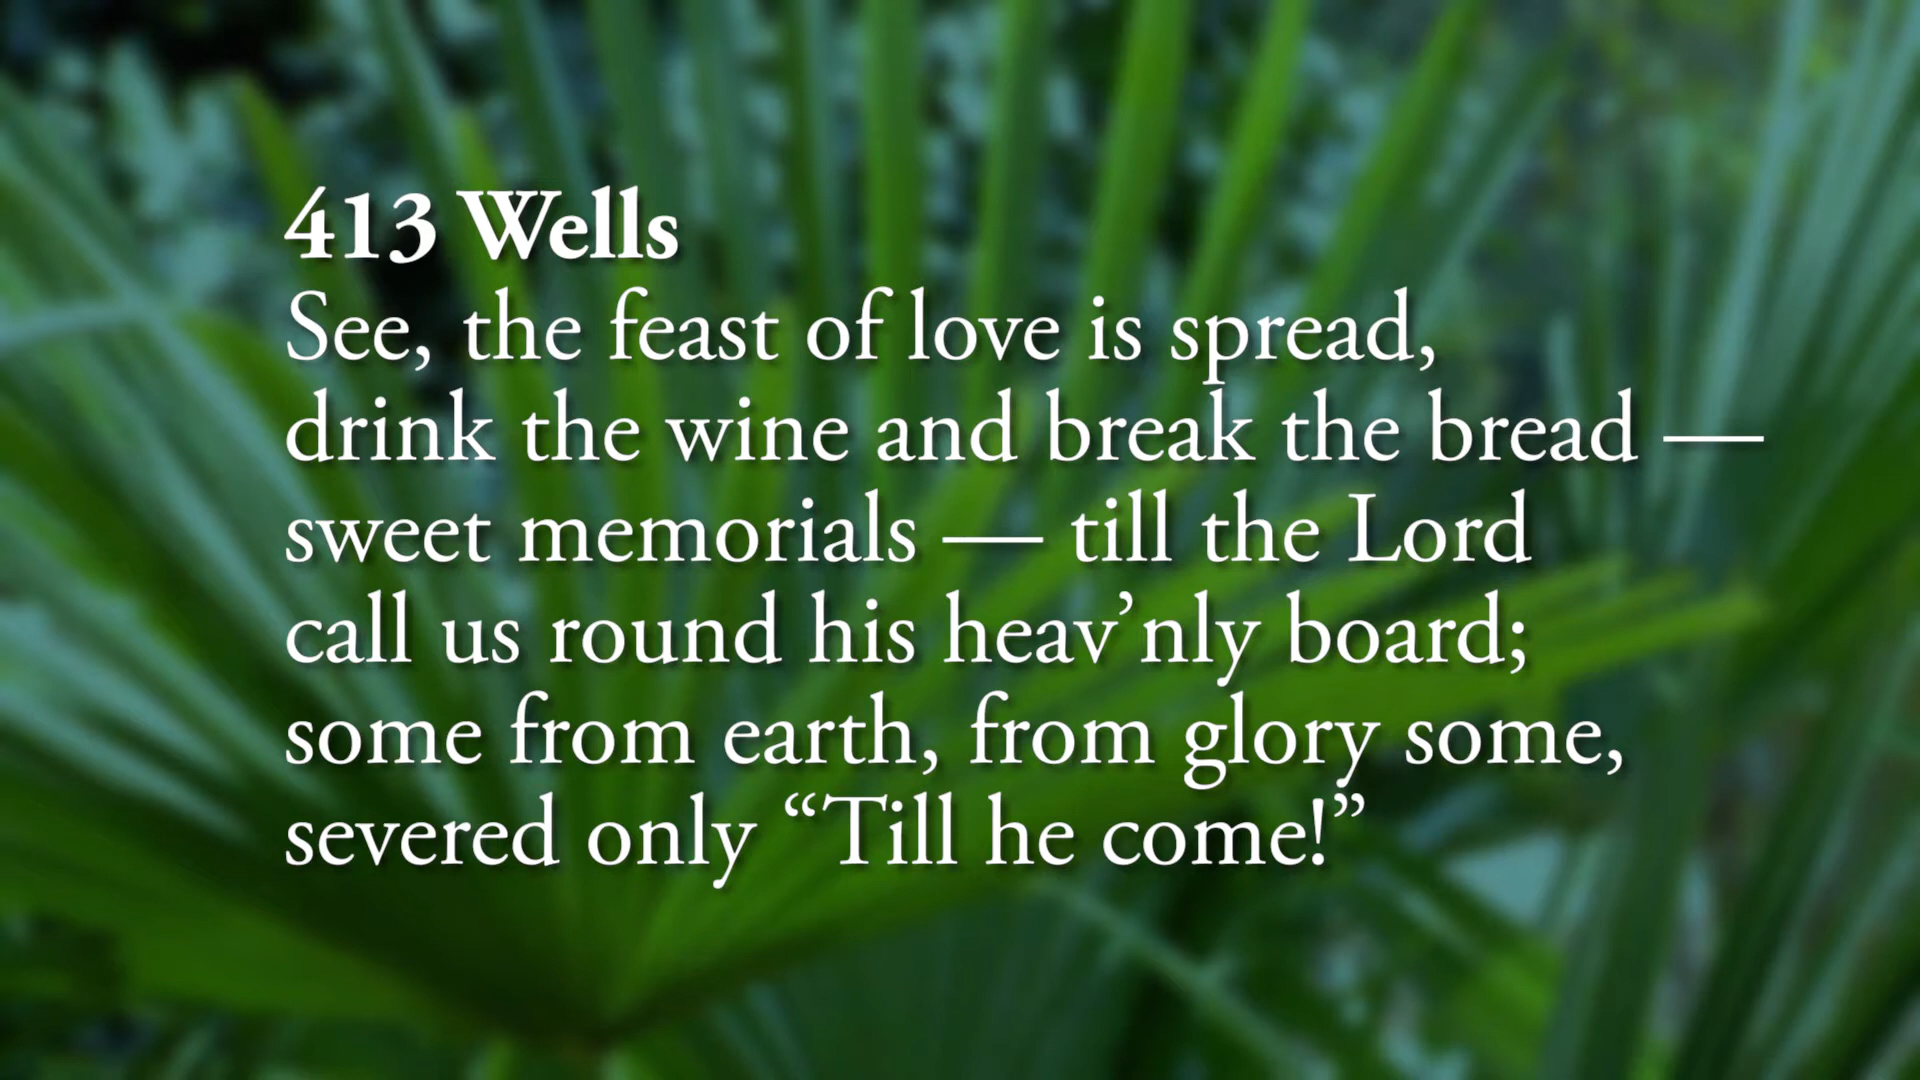 413 Wells
See, the feast of love is spread,
drink the wine and break the bread —
sweet memorials — till the Lord
call us round his heav’nly board;
some from earth, from glory some,
severed only “Till he come!”